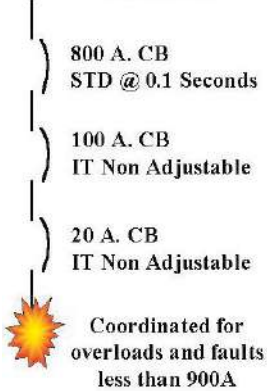 800 A. CB
STD @ 0.1 Seconds
100 A. CB
IT Non Adjustable
20 A. CB
IT Non Adjustable
Coordinated for
overloads and faults
less than 900A